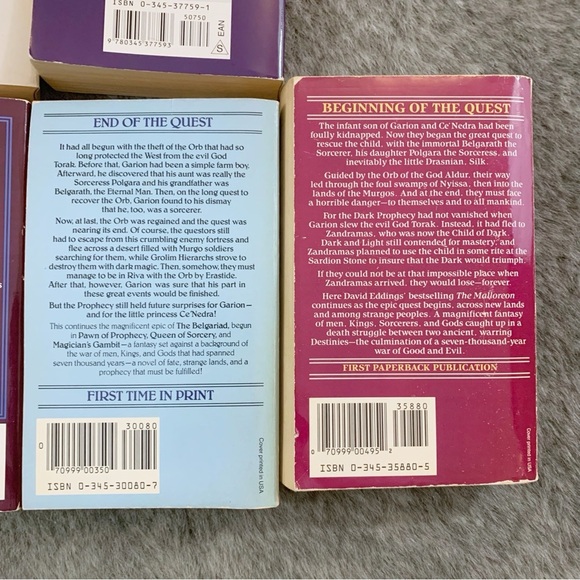 ISBN 0-345-37759-1
50750
9 780345 377593
S
EAN
END OF THE QUEST
It had all begun with the theft of the Orb that had so
long protected the West from the evil God
Torak. Before that, Garion had been a simple farm boy.
Afterward, he discovered that his aunt was really the
Sorceress Polgara and his grandfather was
Belgarath, the Eternal Man. Then, on the long quest to
recover the Orb, Garion found to his dismay
that he, too, was a sorcerer.
Now, at last, the Orb was regained and the quest was
nearing its end. Of course, the questors still
had to escape from this crumbling enemy fortress and
flee across a desert filled with Murgo soldiers
searching for them, while Grolim Hierarchs strove to
destroy them with dark magic. Then, somehow, they must
manage to be in Riva with the Orb by Erastide.
After that, however, Garion was sure that his part in
these great events would be finished.
But the Prophecy still held future surprises for Garion—
and for the little princess Ce'Nedra!
This continues the magnificent epic of The Belgariad, begun
in Pawn of Prophecy, Queen of Sorcery, and
Magician's Gambit—a fantasy set against a background of
the war of men, Kings, and Gods that had spanned
seven thousand years—a novel of fate, strange lands, and a
prophecy that must be fulfilled!
FIRST TIME IN PRINT
30080
0
70999 00350
ISBN 0-345-30080-7
Cover printed in USA
BEGINNING OF THE QUEST
The infant son of Garion and Ce'Nedra had been
foully kidnapped. Now they began the great quest to
rescue the child, with the immortal Belgarath the
Sorcerer, his daughter Polgara the Sorceress, and
inevitably the little Drasnian, Silk.
Guided by the Orb of the God Aldur, their way
led through the foul swamps of Nyissa, then into the
lands of the Murgos. And at the end, they must face
a horrible danger—to themselves and to all mankind.
For the Dark Prophecy had not vanished when
Garion slew the evil God Torak. Instead, it had fled to
Zandramas, who was now the Child of Dark.
Dark and Light still contended for mastery, and
Zandramas planned to use the child in some rite at the
Sardion Stone to insure that the Dark would triumph.
If they could not be at that impossible place when
Zandramas arrived, they would lose—forever.
Here David Eddings' bestselling The Malloreon
continues as the epic quest begins, across new lands
and among strange peoples. A magnificent fantasy
of men, Kings, Sorcerers, and Gods caught up in a
death struggle between two ancient, warring
Destinies—the culmination of a seven-thousand-year
war of Good and Evil.
FIRST PAPERBACK PUBLICATION
35880
0
70999 00495
2
ISBN 0-345-35880-5
Cover printed in USA